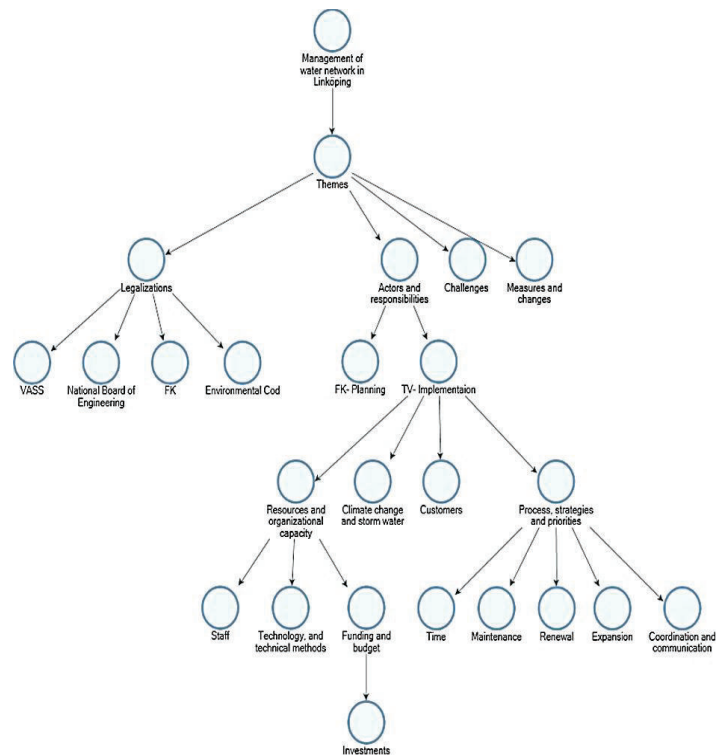 Management of
water network in
Linköping
Themes
Legalizations
Actors and
responsibilities
Challenges
Measures and
changes
VASS
National Board of
Engineering
FK
Environmental Cod
FK- Planning
TV- Implementaion
Resources and
organizational
capacity
Climate change
and storm water
Customers
Process, strategies
and priorities
Staff
Technology, and
technical methods
Funding and
budget
Time
Maintenance
Renewal
Expansion
Coordination and
communication
Investments